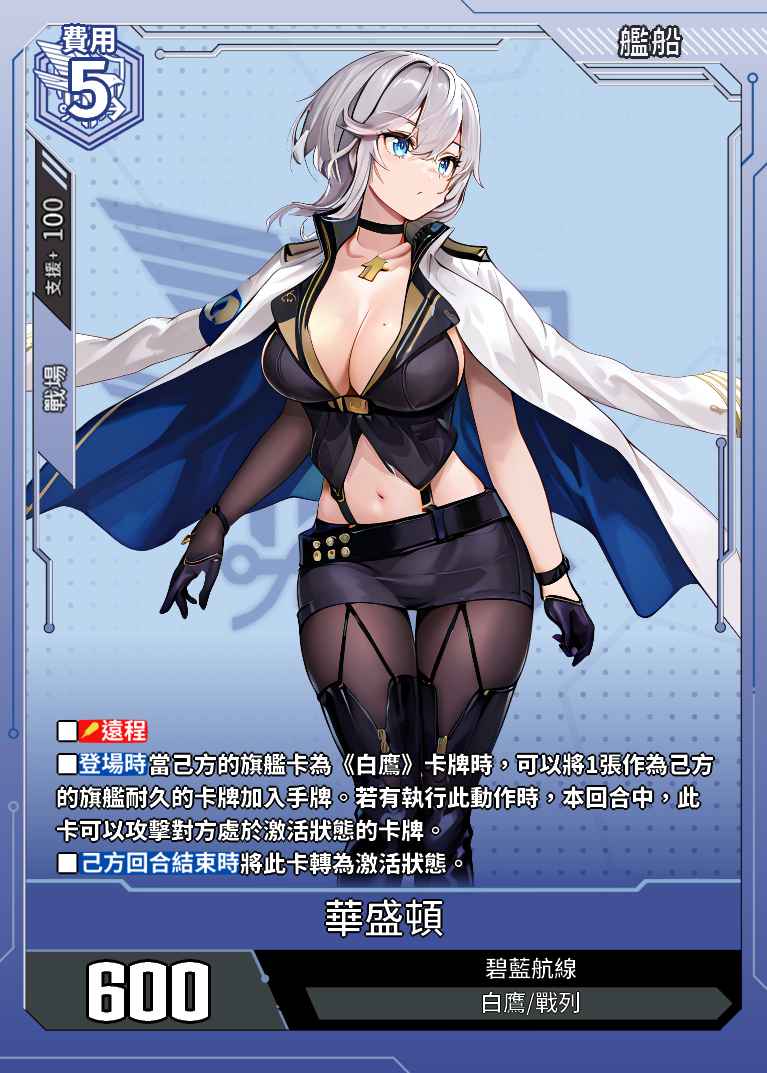 費用
5
艦船
支援+ 100
戰場
遠程
登場時當己方的旗艦卡為《白鷹》卡牌時，可以將1張作為己方
的旗艦耐久的卡牌加入手牌。若有執行此動作時，本回合中，此
卡可以攻擊對方處於激活狀態的卡牌。
己方回合結束時將此卡轉為激活狀態。
華盛頓
600
碧藍航線
白鷹/戰列